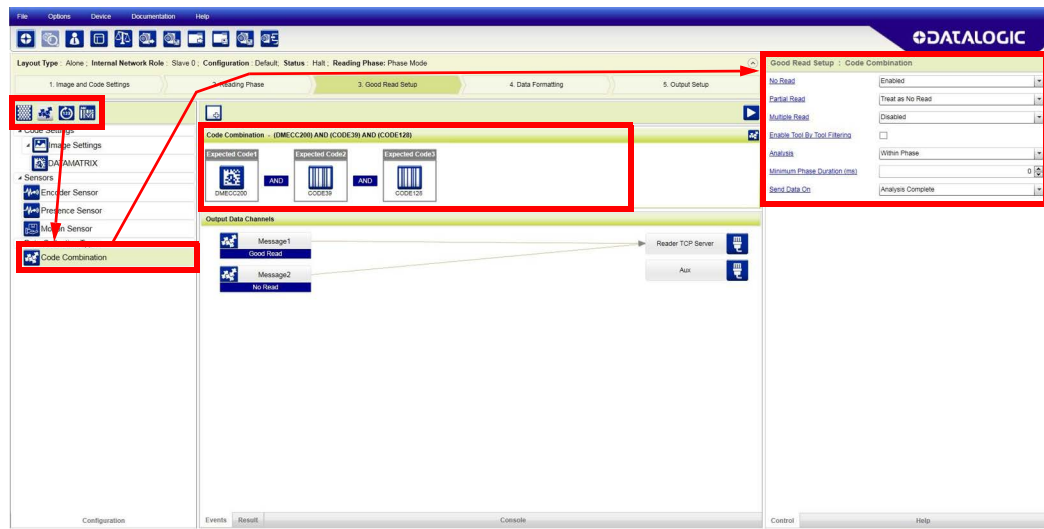 File Options Device Documentation Help
DATALOGIC
Layout Type : Alone ; Internal Network Role : Slave 0 ; Configuration : Default; Status : Halt ; Reading Phase: Phase Mode
1. Image and Code Settings
2. Reading Phase
3. Good Read Setup
4. Data Formatting
5. Output Setup
Code Settings
Image Settings
DATAMATRIX
Sensors
Encoder Sensor
Presence Sensor
Motion Sensor
Code Combination
Configuration
Code Combination - (DMECC200) AND (CODE39) AND (CODE128)
Expected Code1 Expected Code2 Expected Code3
AND AND
DMECC200 CODE39 CODE128
Output Data Channels
Message1
Good Read
Message2
No Read
Reader TCP Server
Aux
Events Result Console
Good Read Setup : Code Combination
No Read Enabled
Partial Read Treat as No Read
Multiple Read Disabled
Enable Tool By Tool Filtering
Analysis Within Phase
Minimum Phase Duration (ms) 0
Send Data On Analysis Complete
Control Help